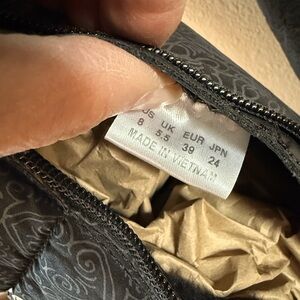 US UK EUR JPN
8 5.5 39 24
MADE IN VIETNAM